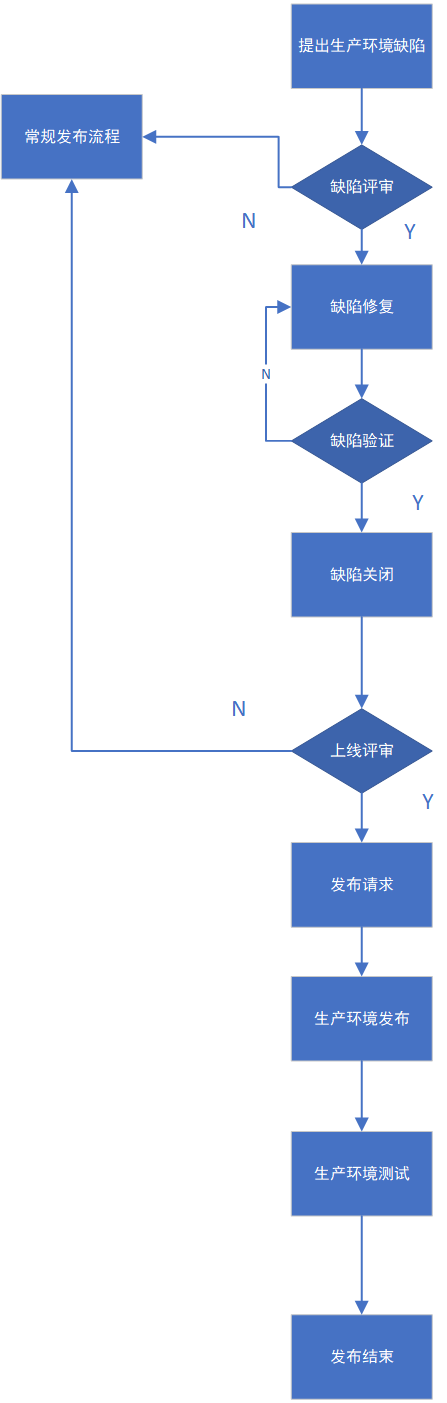 提出生产环境缺陷
常规发布流程
缺陷评审
N
Y
缺陷修复
N
缺陷验证
Y
缺陷关闭
N
上线评审
Y
发布请求
生产环境发布
生产环境测试
发布结束